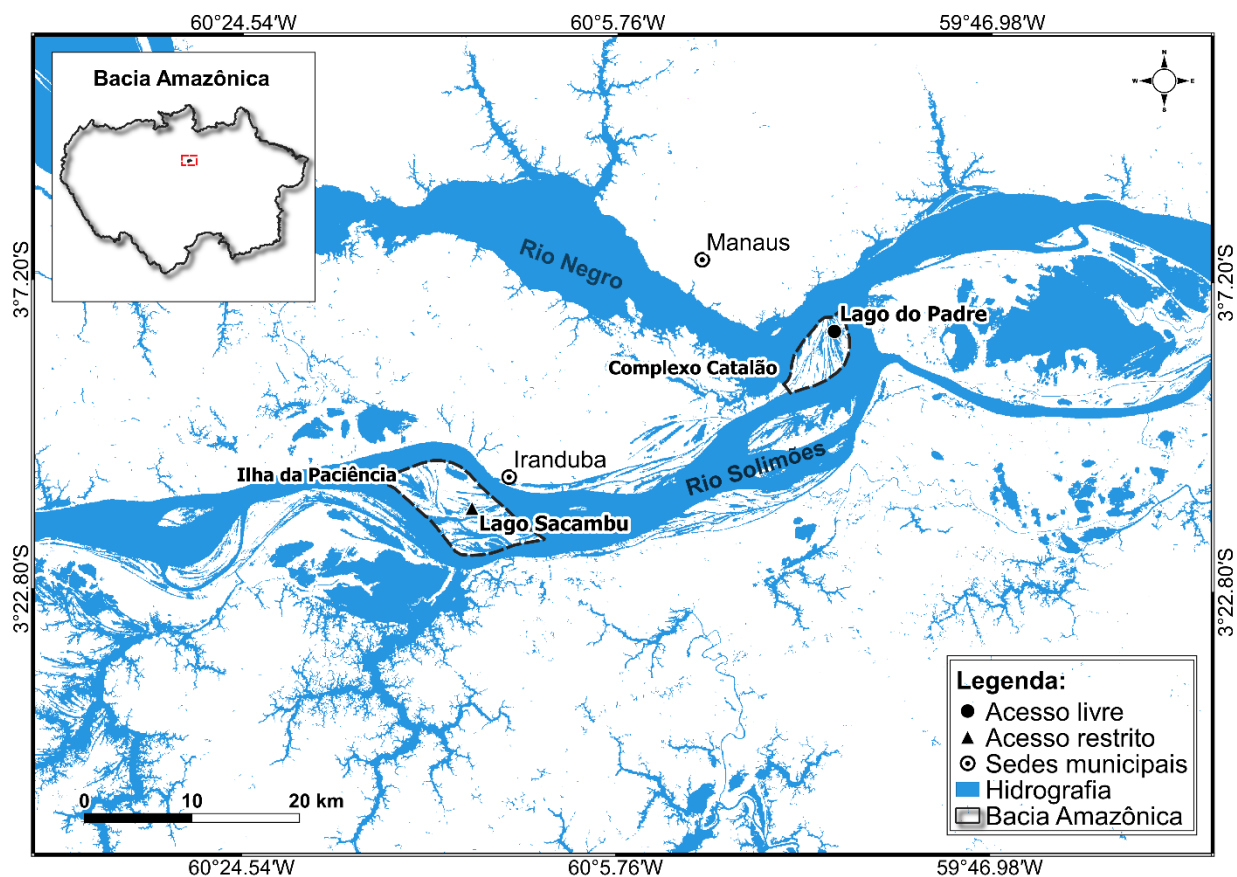 60°24.54′W 60°5.76′W 59°46.98′W
Bacia Amazônica
N
W E
S
3°7.20′S
3°7.20′S
Rio Negro
Manaus
Lago do Padre
Complexo Catalão
Rio Solimões
Iranduba
Ilha da Paciência
Lago Sacambu
3°22.80′S
3°22.80′S
Legenda:
Acesso livre
Acesso restrito
Sedes municipais
Hidrografia
Bacia Amazônica
0 10 20 km
60°24.54′W 60°5.76′W 59°46.98′W